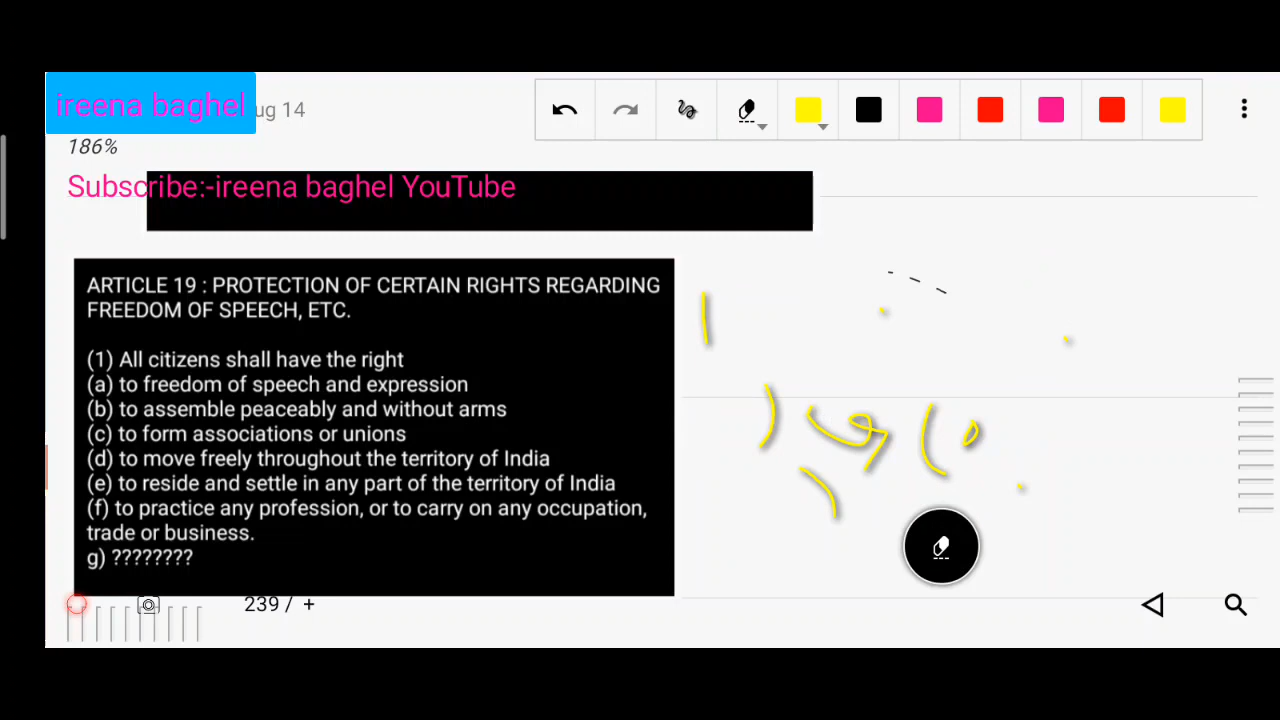 ireena baghel
ug 14
186%
Subscribe:-ireena baghel YouTube
ARTICLE 19 : PROTECTION OF CERTAIN RIGHTS REGARDING
FREEDOM OF SPEECH, ETC.
(1) All citizens shall have the right
(a) to freedom of speech and expression
(b) to assemble peaceably and without arms
(c) to form associations or unions
(d) to move freely throughout the territory of India
(e) to reside and settle in any part of the territory of India
(f) to practice any profession, or to carry on any occupation,
trade or business.
g) ????????
239 / +